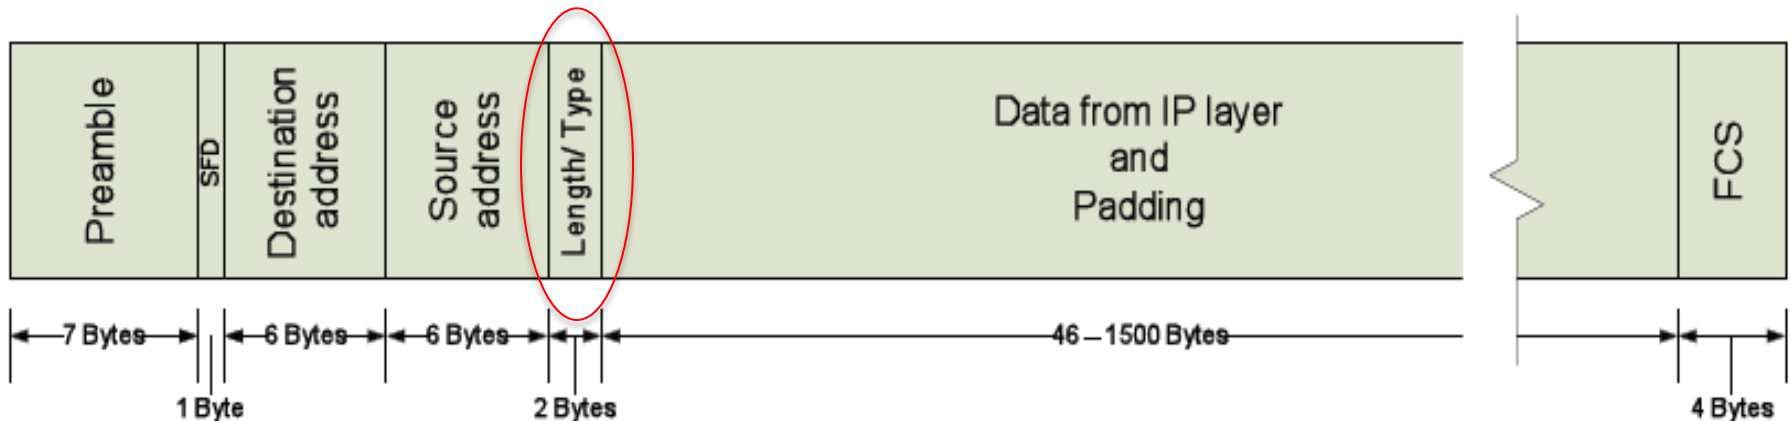 Preamble
SFD
Destination
address
Source
address
Length/ Type
Data from IP layer
and
Padding
FCS
7 Bytes
6 Bytes
6 Bytes
46 – 1500 Bytes
1 Byte
2 Bytes
4 Bytes